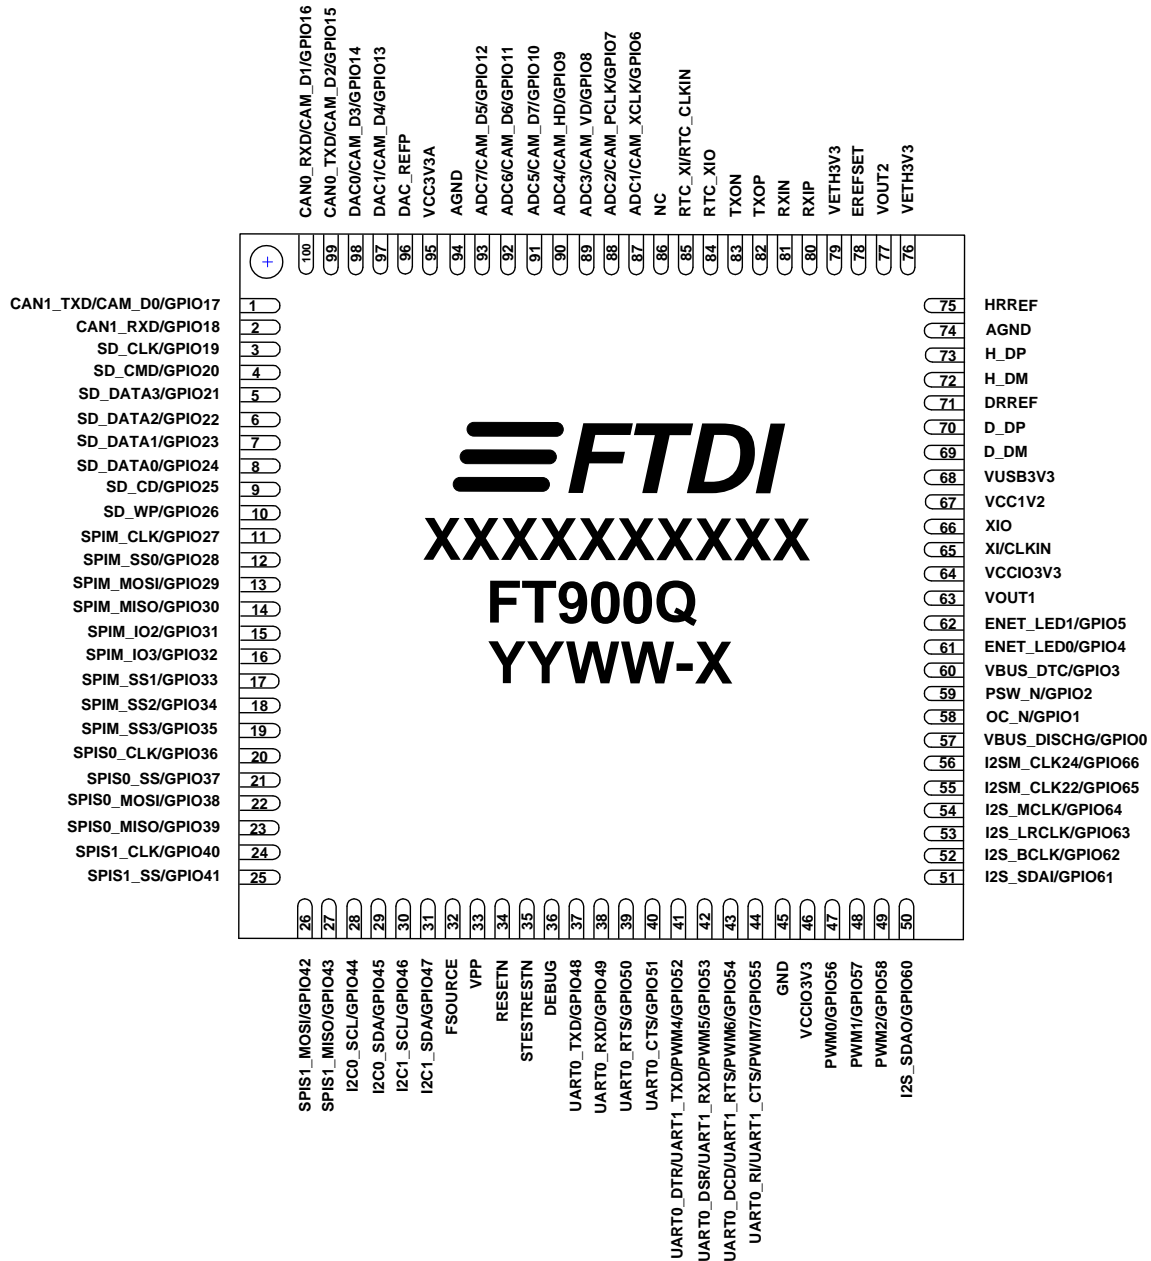 CAN0_RXD/CAM_D1/GPIO16
CAN0_TXD/CAM_D2/GPIO15
DAC0/CAM_D3/GPIO14
DAC1/CAM_D4/GPIO13
DAC_REFP
VCC3V3A
AGND
ADC7/CAM_D5/GPIO12
ADC6/CAM_D6/GPIO11
ADC5/CAM_D7/GPIO10
ADC4/CAM_HD/GPIO9
ADC3/CAM_VD/GPIO8
ADC2/CAM_PCLK/GPIO7
ADC1/CAM_XCLK/GPIO6
NC
RTC_XI/RTC_CLKIN
RTC_XIO
TXON
TXOP
RXIN
RXIP
VETH3V3
EREFSET
VOUT2
VETH3V3
100
99
98
97
96
95
94
93
92
91
90
89
88
87
86
85
84
83
82
81
80
79
78
77
76
CAN1_TXD/CAM_D0/GPIO17 1
CAN1_RXD/GPIO18 2
SD_CLK/GPIO19 3
SD_CMD/GPIO20 4
SD_DATA3/GPIO21 5
SD_DATA2/GPIO22 6
SD_DATA1/GPIO23 7
SD_DATA0/GPIO24 8
SD_CD/GPIO25 9
SD_WP/GPIO26 10
SPIM_CLK/GPIO27 11
SPIM_SS0/GPIO28 12
SPIM_MOSI/GPIO29 13
SPIM_MISO/GPIO30 14
SPIM_IO2/GPIO31 15
SPIM_IO3/GPIO32 16
SPIM_SS1/GPIO33 17
SPIM_SS2/GPIO34 18
SPIM_SS3/GPIO35 19
SPIS0_CLK/GPIO36 20
SPIS0_SS/GPIO37 21
SPIS0_MOSI/GPIO38 22
SPIS0_MISO/GPIO39 23
SPIS1_CLK/GPIO40 24
SPIS1_SS/GPIO41 25
FTDI
XXXXXXXXXX
FT900Q
YYWW-X
75 HRREF
74 AGND
73 H_DP
72 H_DM
71 DRREF
70 D_DP
69 D_DM
68 VUSB3V3
67 VCC1V2
66 XIO
65 XI/CLKIN
64 VCCIO3V3
63 VOUT1
62 ENET_LED1/GPIO5
61 ENET_LED0/GPIO4
60 VBUS_DTC/GPIO3
59 PSW_N/GPIO2
58 OC_N/GPIO1
57 VBUS_DISCHG/GPIO0
56 I2SM_CLK24/GPIO66
55 I2SM_CLK22/GPIO65
54 I2S_MCLK/GPIO64
53 I2S_LRCLK/GPIO63
52 I2S_BCLK/GPIO62
51 I2S_SDAI/GPIO61
26
27
28
29
30
31
32
33
34
35
36
37
38
39
40
41
42
43
44
45
46
47
48
49
50
SPIS1_MOSI/GPIO42
SPIS1_MISO/GPIO43
I2C0_SCL/GPIO44
I2C0_SDA/GPIO45
I2C1_SCL/GPIO46
I2C1_SDA/GPIO47
FSOURCE
VPP
RESETN
STESTRESTN
DEBUG
UART0_TXD/GPIO48
UART0_RXD/GPIO49
UART0_RTS/GPIO50
UART0_CTS/GPIO51
UART0_DTR/UART1_TXD/PWM4/GPIO52
UART0_DSR/UART1_RXD/PWM5/GPIO53
UART0_DCD/UART1_RTS/PWM6/GPIO54
UART0_RI/UART1_CTS/PWM7/GPIO55
GND
VCCIO3V3
PWM0/GPIO56
PWM1/GPIO57
PWM2/GPIO58
I2S_SDAO/GPIO60